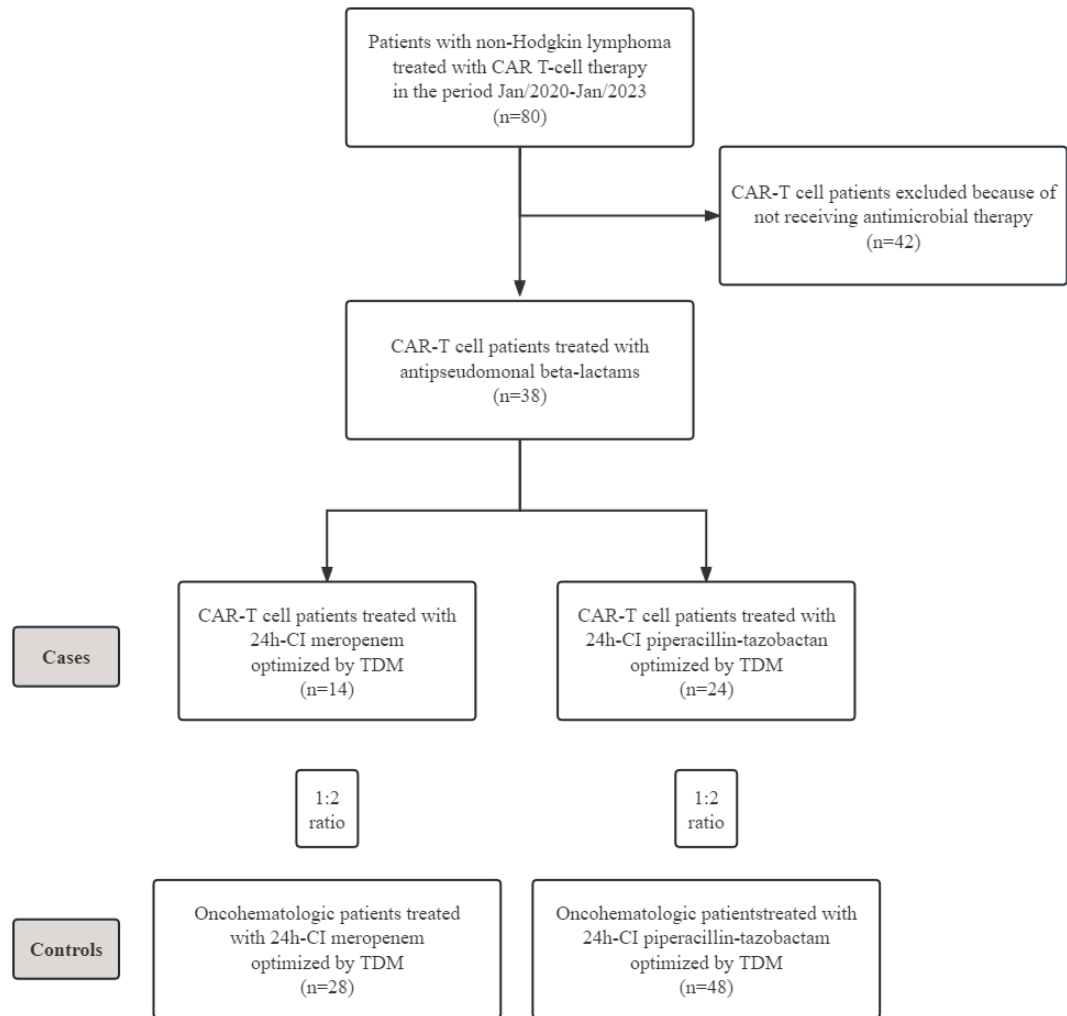 Patients with non-Hodgkin lymphoma
treated with CAR T-cell therapy
in the period Jan/2020-Jan/2023
(n=80)
CAR-T cell patients excluded because of
not receiving antimicrobial therapy
(n=42)
CAR-T cell patients treated with
antipseudomonal beta-lactams
(n=38)
Cases
CAR-T cell patients treated with
24h-CI meropenem
optimized by TDM
(n=14)
CAR-T cell patients treated with
24h-CI piperacillin-tazobactan
optimized by TDM
(n=24)
1:2
ratio
1:2
ratio
Controls
Oncohematologic patients treated
with 24h-CI meropenem
optimized by TDM
(n=28)
Oncohematologic patientstreated with
24h-CI piperacillin-tazobactam
optimized by TDM
(n=48)